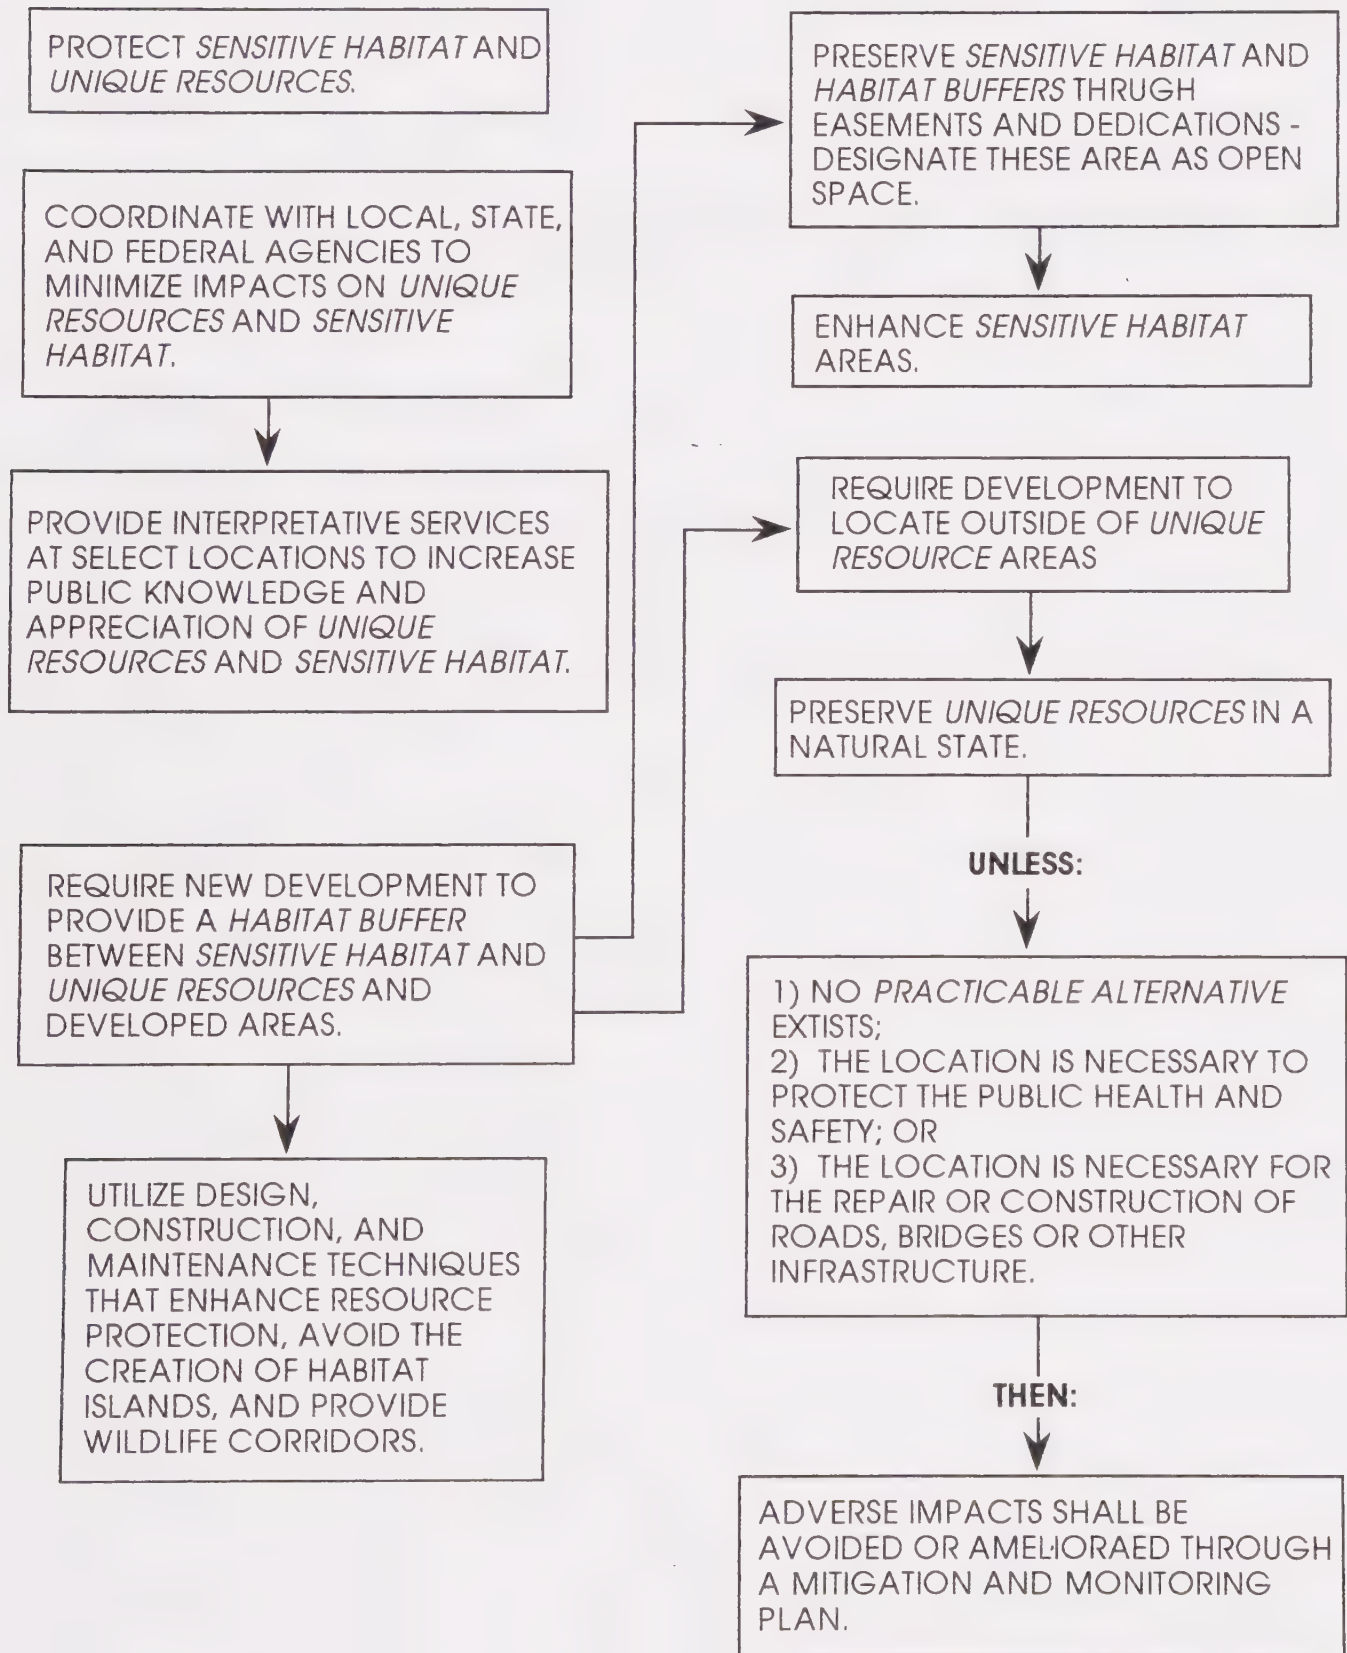 PROTECT SENSITIVE HABITAT AND
UNIQUE RESOURCES.
COORDINATE WITH LOCAL, STATE,
AND FEDERAL AGENCIES TO
MINIMIZE IMPACTS ON UNIQUE
RESOURCES AND SENSITIVE
HABITAT.
PROVIDE INTERPRETATIVE SERVICES
AT SELECT LOCATIONS TO INCREASE
PUBLIC KNOWLEDGE AND
APPRECIATION OF UNIQUE
RESOURCES AND SENSITIVE HABITAT.
REQUIRE NEW DEVELOPMENT TO
PROVIDE A HABITAT BUFFER
BETWEEN SENSITIVE HABITAT AND
UNIQUE RESOURCES AND
DEVELOPED AREAS.
UTILIZE DESIGN,
CONSTRUCTION, AND
MAINTENANCE TECHNIQUES
THAT ENHANCE RESOURCE
PROTECTION, AVOID THE
CREATION OF HABITAT
ISLANDS, AND PROVIDE
WILDLIFE CORRIDORS.
PRESERVE SENSITIVE HABITAT AND
HABITAT BUFFERS THRUGH
EASEMENTS AND DEDICATIONS -
DESIGNATE THESE AREA AS OPEN
SPACE.
ENHANCE SENSITIVE HABITAT
AREAS.
REQUIRE DEVELOPMENT TO
LOCATE OUTSIDE OF UNIQUE
RESOURCE AREAS
PRESERVE UNIQUE RESOURCES IN A
NATURAL STATE.
UNLESS:
1) NO PRACTICABLE ALTERNATIVE
EXTISTS;
2) THE LOCATION IS NECESSARY TO
PROTECT THE PUBLIC HEALTH AND
SAFETY; OR
3) THE LOCATION IS NECESSARY FOR
THE REPAIR OR CONSTRUCTION OF
ROADS, BRIDGES OR OTHER
INFRASTRUCTURE.
THEN:
ADVERSE IMPACTS SHALL BE
AVOIDED OR AMELIORAED THROUGH
A MITIGATION AND MONITORING
PLAN.